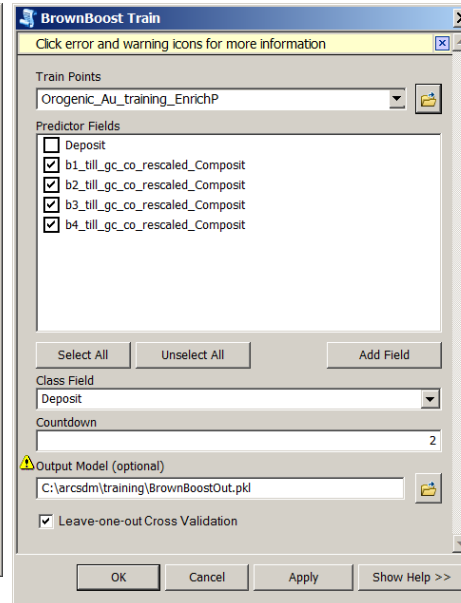 BrownBoost Train
Click error and warning icons for more information
Train Points
Orogenic_Au_training_EnrichP
Predictor Fields
Deposit
b1_till_gc_co_rescaled_Composit
b2_till_gc_co_rescaled_Composit
b3_till_gc_co_rescaled_Composit
b4_till_gc_co_rescaled_Composit
Select All Unselect All Add Field
Class Field
Deposit
Countdown
2
Output Model (optional)
C:\arcsdm\training\BrownBoostOut.pkl
Leave-one-out Cross Validation
OK Cancel Apply Show Help >>